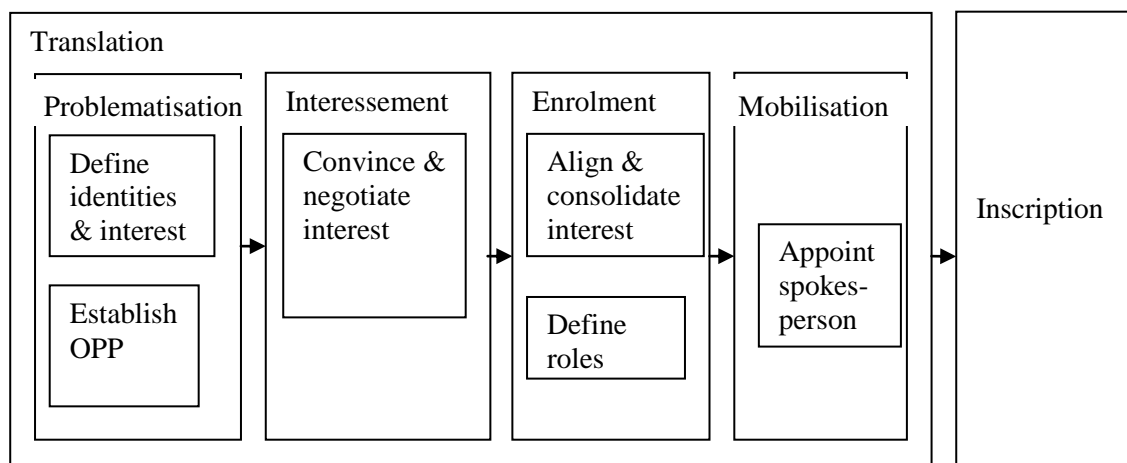 Translation
Problematisation
Define
identities
& interest
Establish
OPP
Interessement
Convince &
negotiate
interest
Enrolment
Align &
consolidate
interest
Define
roles
Mobilisation
Appoint
spokes-
person
Inscription